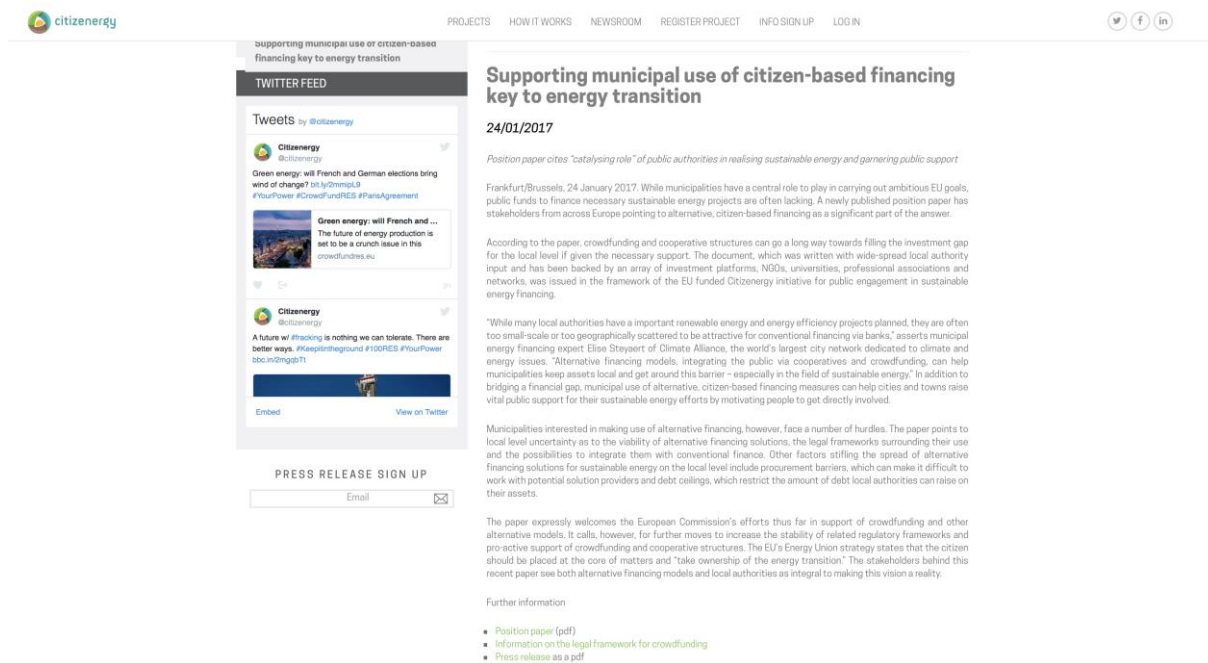 citizenergy
PROJECTS HOW IT WORKS NEWSROOM REGISTER PROJECT INFO SIGN UP LOG IN
Supporting municipal use of citizen-based
financing key to energy transition
TWITTER FEED
Tweets by @citizenergy
Citizenergy
@citizenergy
Green energy: will French and German elections bring
wind of change? bit.ly/2mmipL9
#YourPower #CrowdFundRES #ParisAgreement
Green energy: will French and ...
The future of energy production is
set to be a crunch issue in this
crowdfundres.eu
Citizenergy
@citizenergy
A future w/ #fracking is nothing we can tolerate. There are
better ways. #Keepitintheground #100RES #YourPower
bbc.in/2mgqbTt
Embed View on Twitter
PRESS RELEASE SIGN UP
Email
Supporting municipal use of citizen-based financing
key to energy transition
24/01/2017
Position paper cites "catalysing role" of public authorities in realising sustainable energy and garnering public support
Frankfurt/Brussels, 24 January 2017. While municipalities have a central role to play in carrying out ambitious EU goals,
public funds to finance necessary sustainable energy projects are often lacking. A newly published position paper has
stakeholders from across Europe pointing to alternative, citizen-based financing as a significant part of the answer.
According to the paper, crowdfunding and cooperative structures can go a long way towards filling the investment gap
for the local level if given the necessary support. The document, which was written with wide-spread local authority
input and has been backed by an array of investment platforms, NGOs, universities, professional associations and
networks, was issued in the framework of the EU funded Citizenergy initiative for public engagement in sustainable
energy financing.
"While many local authorities have a important renewable energy and energy efficiency projects planned, they are often
too small-scale or too geographically scattered to be attractive for conventional financing via banks," asserts municipal
energy financing expert Elise Steyaert of Climate Alliance, the world's largest city network dedicated to climate and
energy issues. "Alternative financing models, integrating the public via cooperatives and crowdfunding, can help
municipalities keep assets local and get around this barrier – especially in the field of sustainable energy." In addition to
bridging a financial gap, municipal use of alternative, citizen-based financing measures can help cities and towns raise
vital public support for their sustainable energy efforts by motivating people to get directly involved.
Municipalities interested in making use of alternative financing, however, face a number of hurdles. The paper points to
local level uncertainty as to the viability of alternative financing solutions, the legal frameworks surrounding their use
and the possibilities to integrate them with conventional finance. Other factors stifling the spread of alternative
financing solutions for sustainable energy on the local level include procurement barriers, which can make it difficult to
work with potential solution providers and debt ceilings, which restrict the amount of debt local authorities can raise on
their assets.
The paper expressly welcomes the European Commission's efforts thus far in support of crowdfunding and other
alternative models. It calls, however, for further moves to increase the stability of related regulatory frameworks and
pro-active support of crowdfunding and cooperative structures. The EU's Energy Union strategy states that the citizen
should be placed at the core of matters and "take ownership of the energy transition." The stakeholders behind this
recent paper see both alternative financing models and local authorities as integral to making this vision a reality.
Further information
Position paper (pdf)
Information on the legal framework for crowdfunding
Press release as a pdf